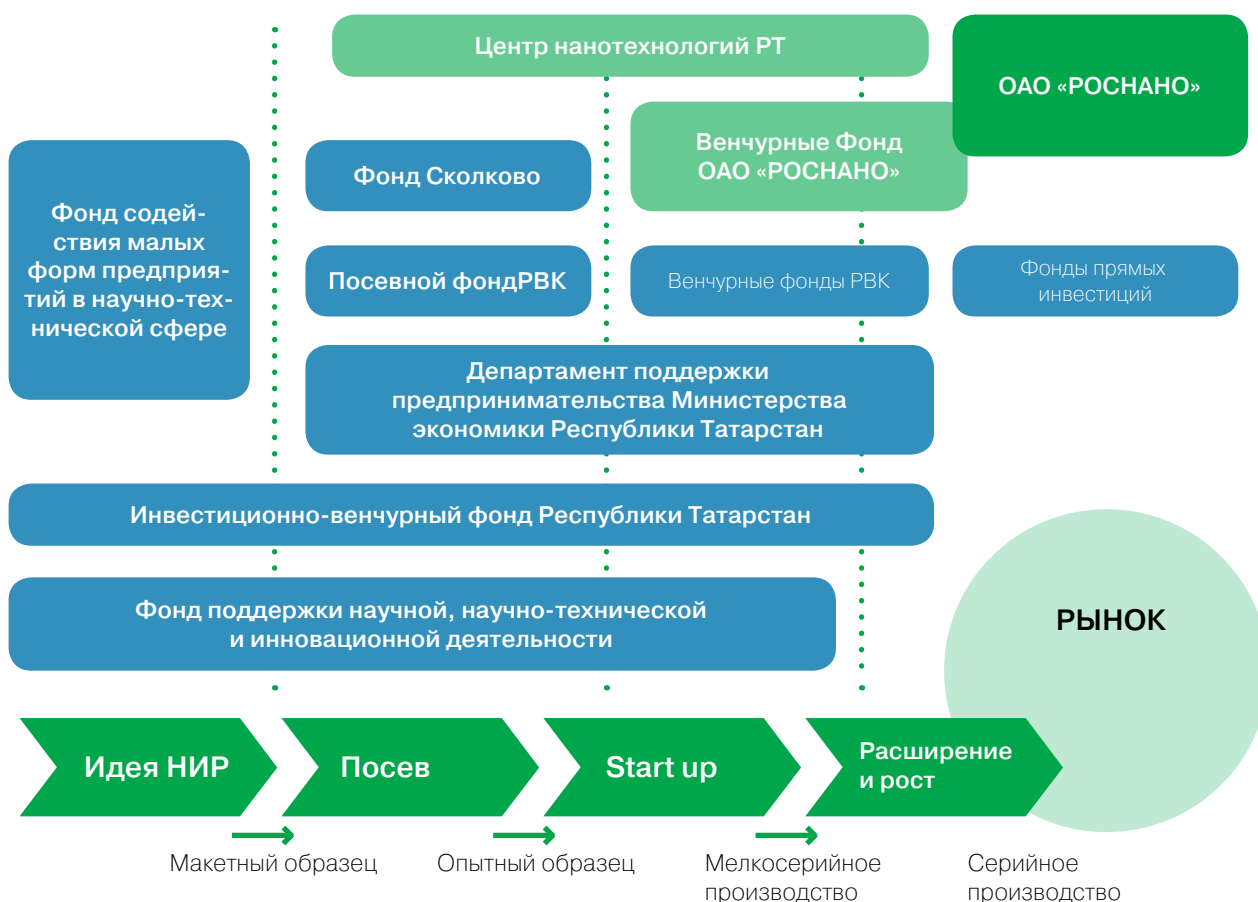 Центр нанотехнологий РТ
ОАО «РОСНАНО»
Венчурные Фонд
ОАО «РОСНАНО»
Фонд Сколково
Фонд содей-
ствия малых
форм предприя-
тий в научно-тех-
нической сфере
Посевной фондРВК
Венчурные фонды РВК
Фонды прямых
инвестиций
Департамент поддержки
предпринимательства Министерства
экономики Республики Татарстан
Инвестиционно-венчурный фонд Республики Татарстан
Фонд поддержки научной, научно-технической
и инновационной деятельности
РЫНОК
Идея НИР
Посев
Start up
Расширение
и рост
Макетный образец
Опытный образец
Мелкосерийное
производство
Серийное
производство